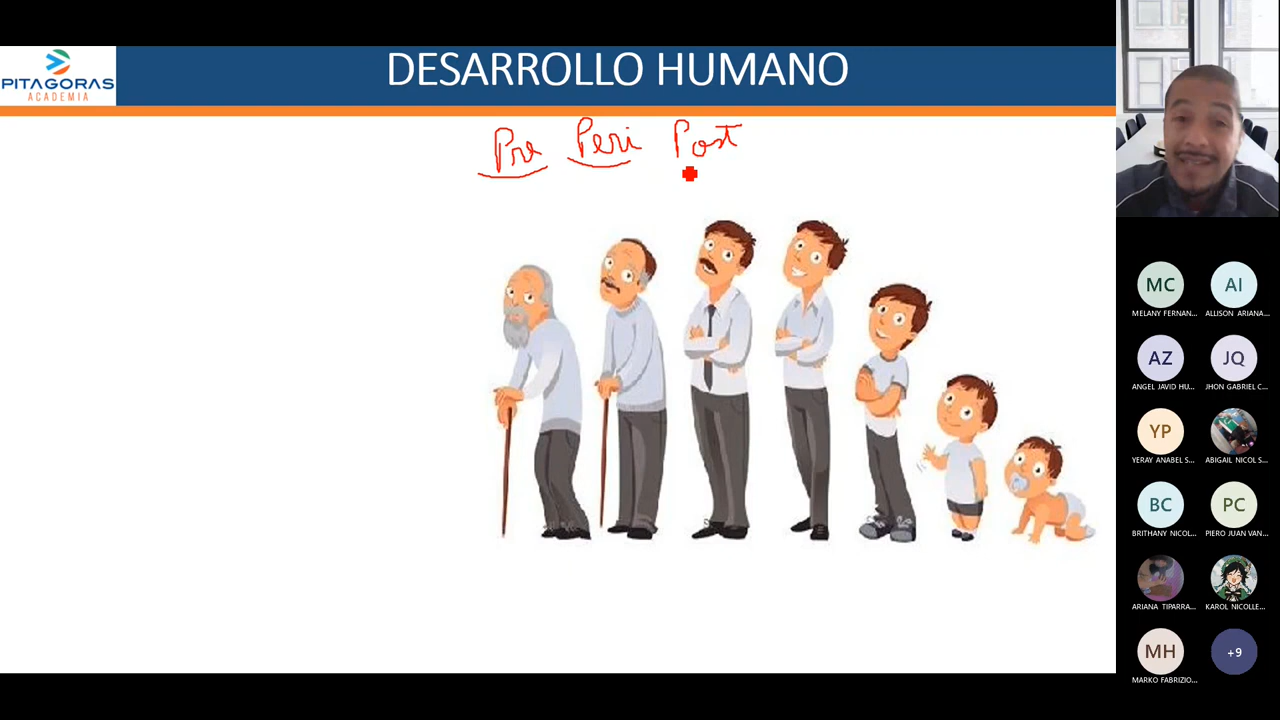 PITAGORAS
ACADEMIA
DESARROLLO HUMANO
Pre Peri Post
MC
AI
MELANY FERNAN...
ALLISON ARIANA...
AZ
JQ
ANGEL JAVID HU...
JHON GABRIEL C...
YP
YERAY ANABEL S...
ABIGAIL NICOL S...
BC
PC
BRITHANY NICOL...
PIERO JUAN VAN...
ARIANA TIPARRA...
KAROL NICOLLE...
MH
+9
MARKO FABRIZIO...